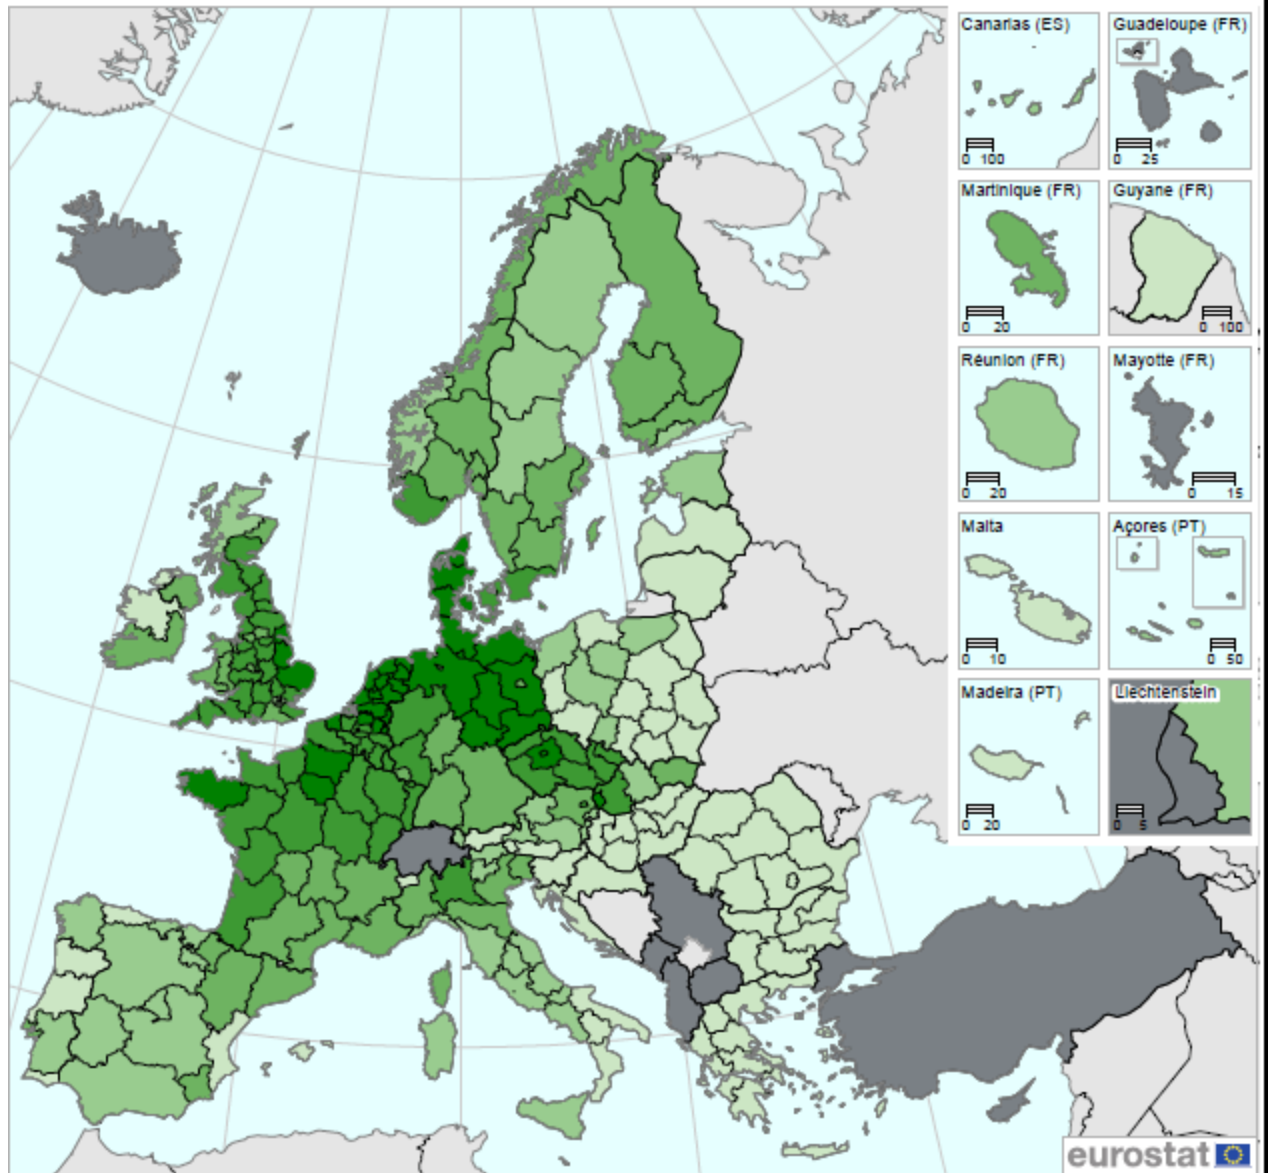 Canarias (ES)
0 100
Guadeloupe (FR)
0 25
Martinique (FR)
0 20
Guyane (FR)
0 100
Réunion (FR)
0 20
Mayotte (FR)
0 15
Malta
0 10
Açores (PT)
0 50
Madeira (PT)
0 20
Liechtenstein
0 5
eurostat